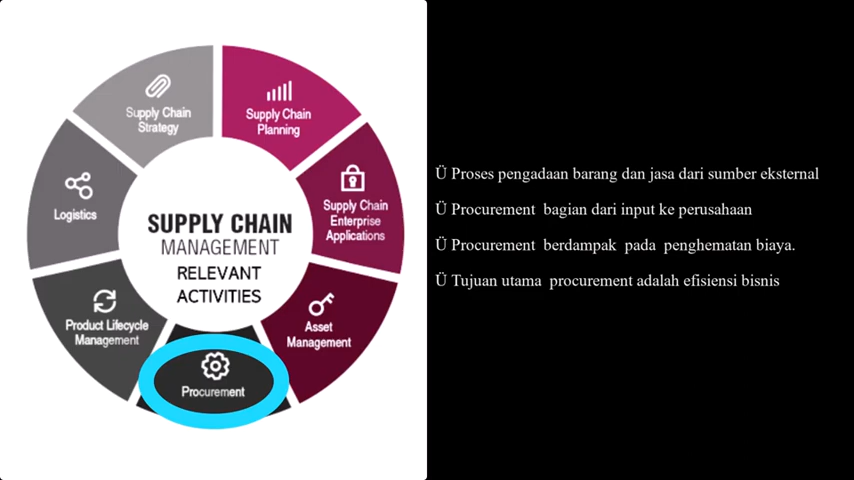 Supply Chain
Strategy
Supply Chain
Planning
Logistics
Supply Chain
Enterprise
Applications
SUPPLY CHAIN
MANAGEMENT
RELEVANT
ACTIVITIES
Product Lifecycle
Management
Asset
Management
Procurement
Ü Proses pengadaan barang dan jasa dari sumber eksternal
Ü Procurement bagian dari input ke perusahaan
Ü Procurement berdampak pada penghematan biaya.
Ü Tujuan utama procurement adalah efisiensi bisnis